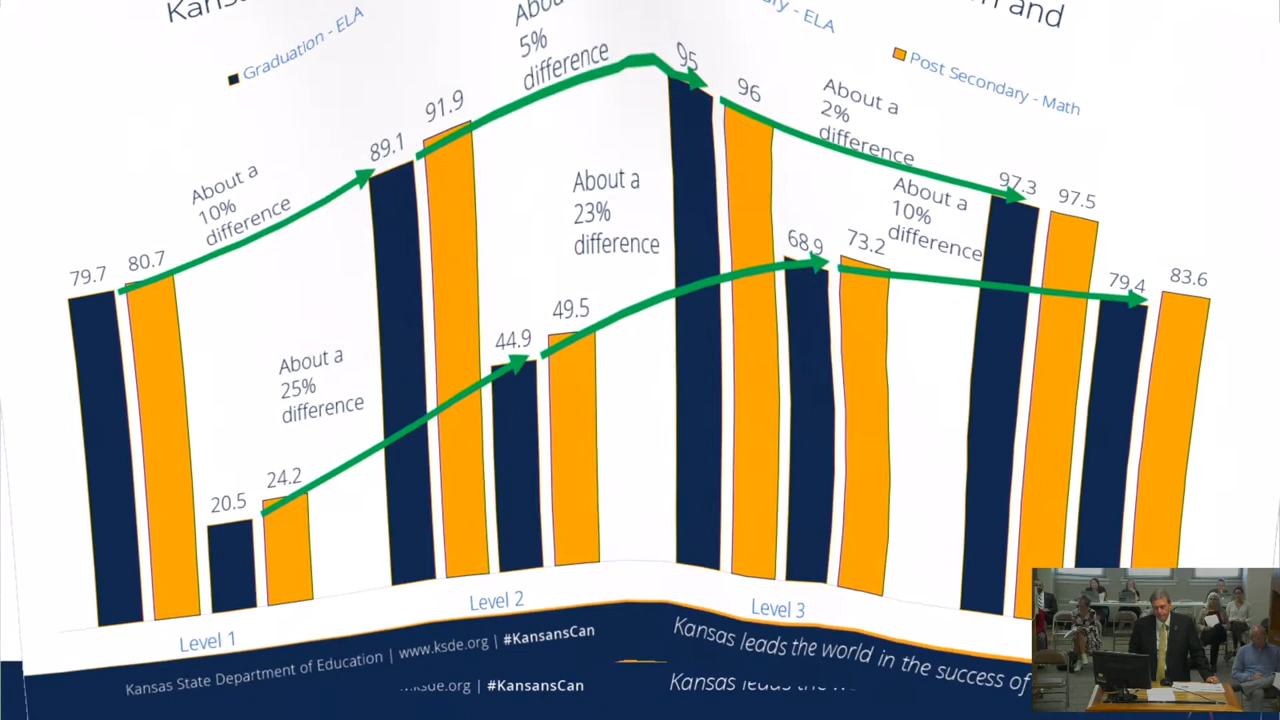 and
Graduation - ELA
- ELA
Post Secondary - Math
About a
10%
difference
5%
difference
About a
2%
difference
About a
25%
difference
About a
23%
difference
About a
10%
difference
79.7
80.7
20.5
24.2
89.1
91.9
44.9
49.5
95
96
68.9
73.2
97.3
97.5
79.4
83.6
Level 1
Level 2
Level 3
Kansas State Department of Education | www.ksde.org | #KansansCan
Kansas leads the world in the success of
.ksde.org | #KansansCan
Kansas